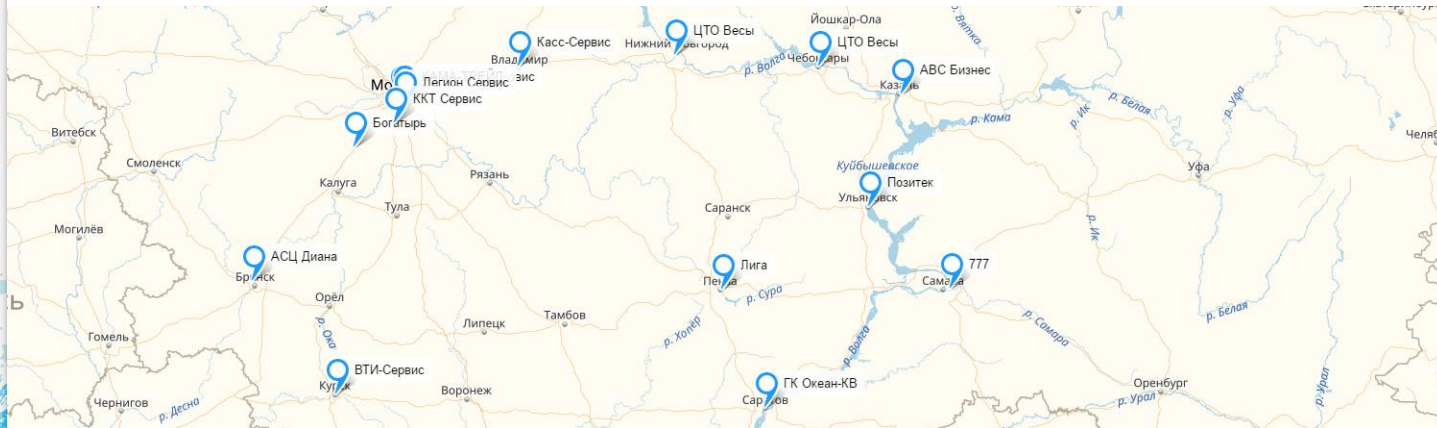 Йошкар-Ола
р. Вятка
ЦТО Весы
Нижний Новгород
Касс-Сервис
Владимир
ЦТО Весы
р. Волга
Чебоксары
АВС Бизнес
Казань
Легион Сервис
ККТ Сервис
Богатырь
р. Белая
р. Уфа
р. Ик
р. Кама
Витебск
Смоленск
Калуга
Рязань
Тула
Куйбышевское
Уфа
Позитек
Ульяновск
Саранск
Могилёв
р. Ик
АСЦ Диана
Брянск
Лига
Пенза
777
Самара
р. Сура
Орёл
р. Ока
Липецк
Тамбов
р. Хопёр
р. Волга
р. Самара
р. Белая
Гомель
ВТИ-Сервис
Курск
Воронеж
ГК Океан-КВ
Саратов
Оренбург
р. Урал
р. Урал
Чернигов
р. Десна